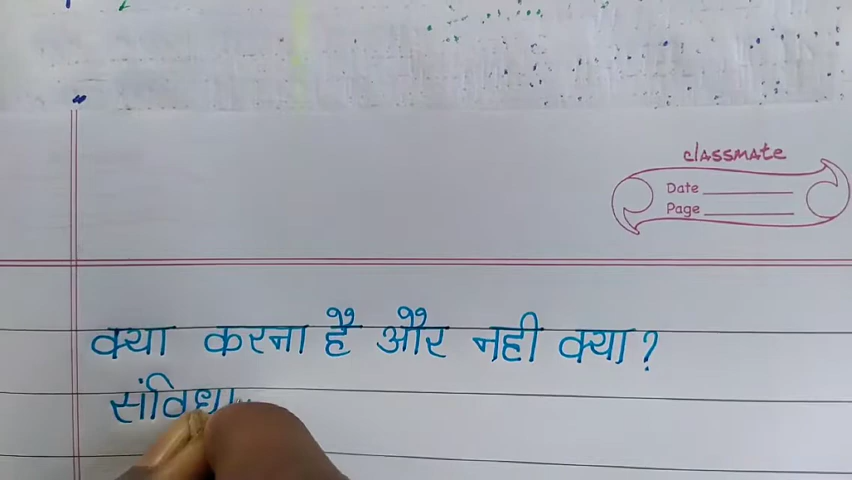 classmate
Date
Page
क्या करना है और नही क्या?
संविधा